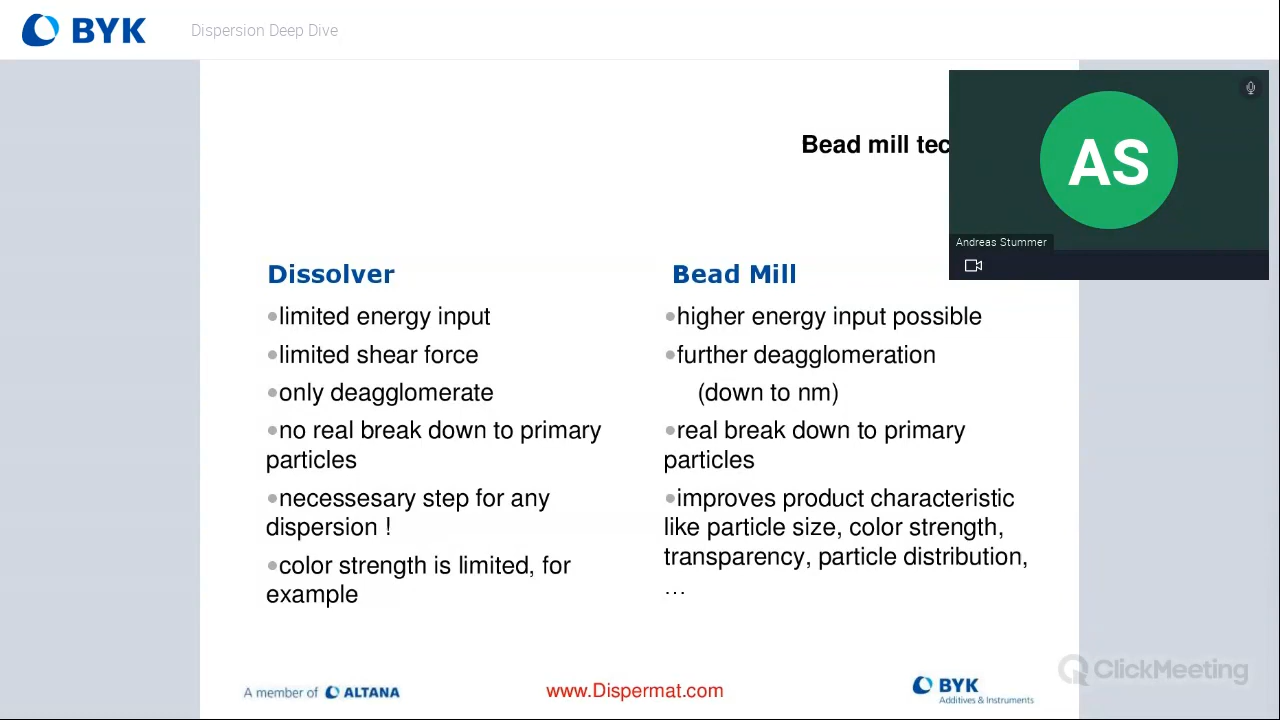 BYK
Dispersion Deep Dive
Bead mill tec
AS
Andreas Stummer
Dissolver
•limited energy input
•limited shear force
•only deagglomerate
•no real break down to primary
particles
•necessesary step for any
dispersion !
•color strength is limited, for
example
Bead Mill
•higher energy input possible
•further deagglomeration
(down to nm)
•real break down to primary
particles
•improves product characteristic
like particle size, color strength,
transparency, particle distribution,
…
A member of ALTANA
www.Dispermat.com
BYK
Additives & Instruments
ClickMeeting